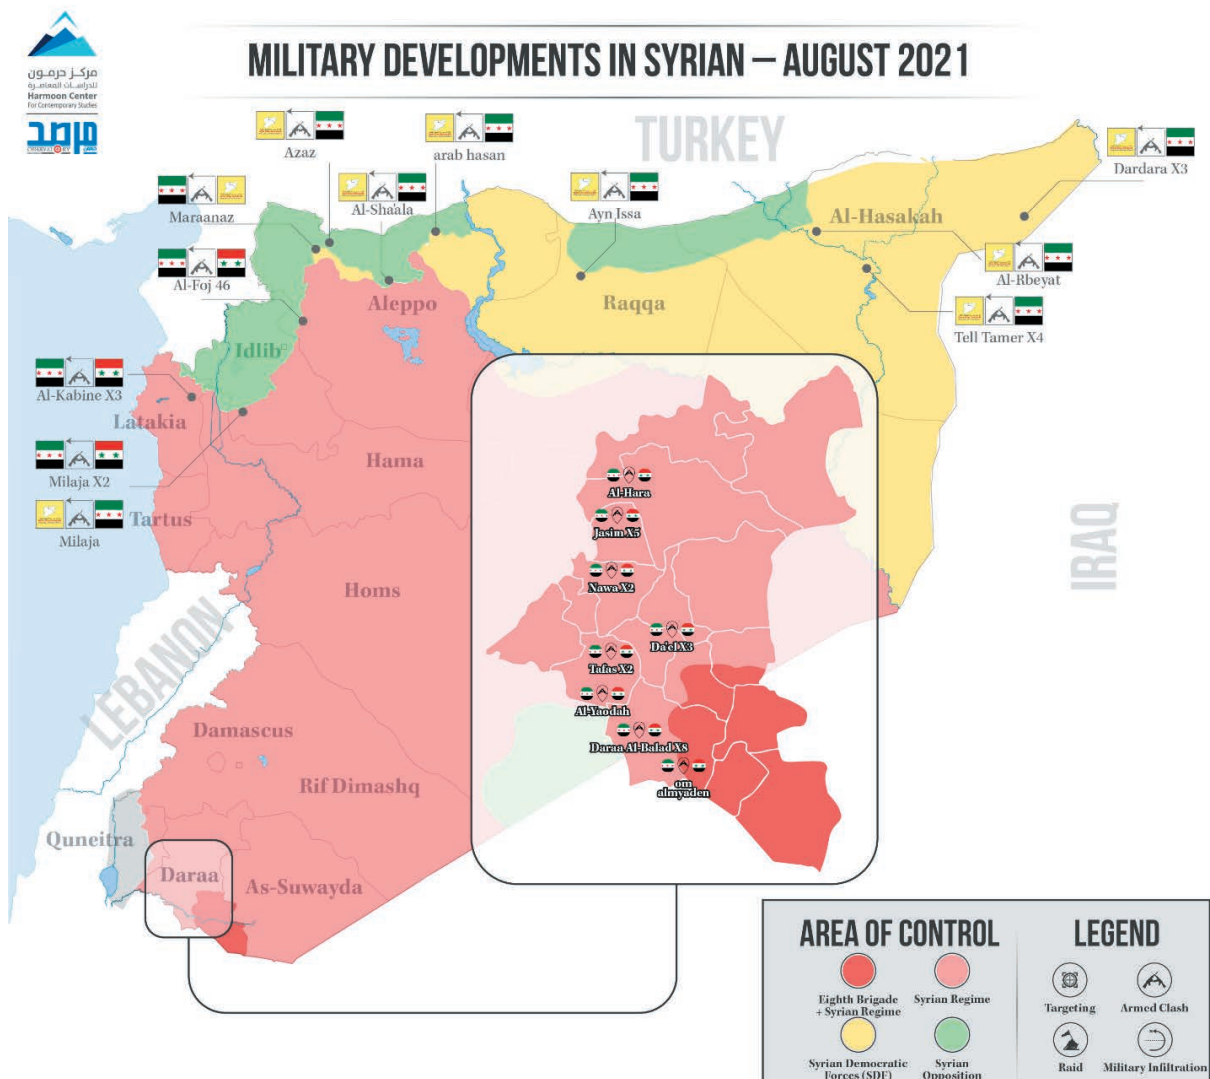 مركز حرمون
للدراسات المعاصرة
Harmoon Center
For Contemporary Studies
MILITARY DEVELOPMENTS IN SYRIAN – AUGUST 2021
TURKEY
Azaz
arab hasan
Dardara X3
Maraanaz
Al-Sha'ala
Ayn Issa
Al-Hasakah
Al-Rbeyat
Al-Foj 46
Aleppo
Raqqa
Tell Tamer X4
Idlib
Al-Kabine X3
Latakia
Hama
Milaja X2
Tartus
Milaja
Homs
IRAQ
LEBANON
Al-Hara
Jasim X5
Nawa X2
Da'el X3
Tafas X2
Al-Yaodah
Daraa Al-Balad X8
om
almyaden
Damascus
Rif Dimashq
Quneitra
Daraa
As-Suwayda
AREA OF CONTROL
Eighth Brigade
+ Syrian Regime
Syrian Regime
Syrian Democratic
Forces (SDF)
Syrian
Opposition
LEGEND
Targeting
Armed Clash
Raid
Military Infiltration